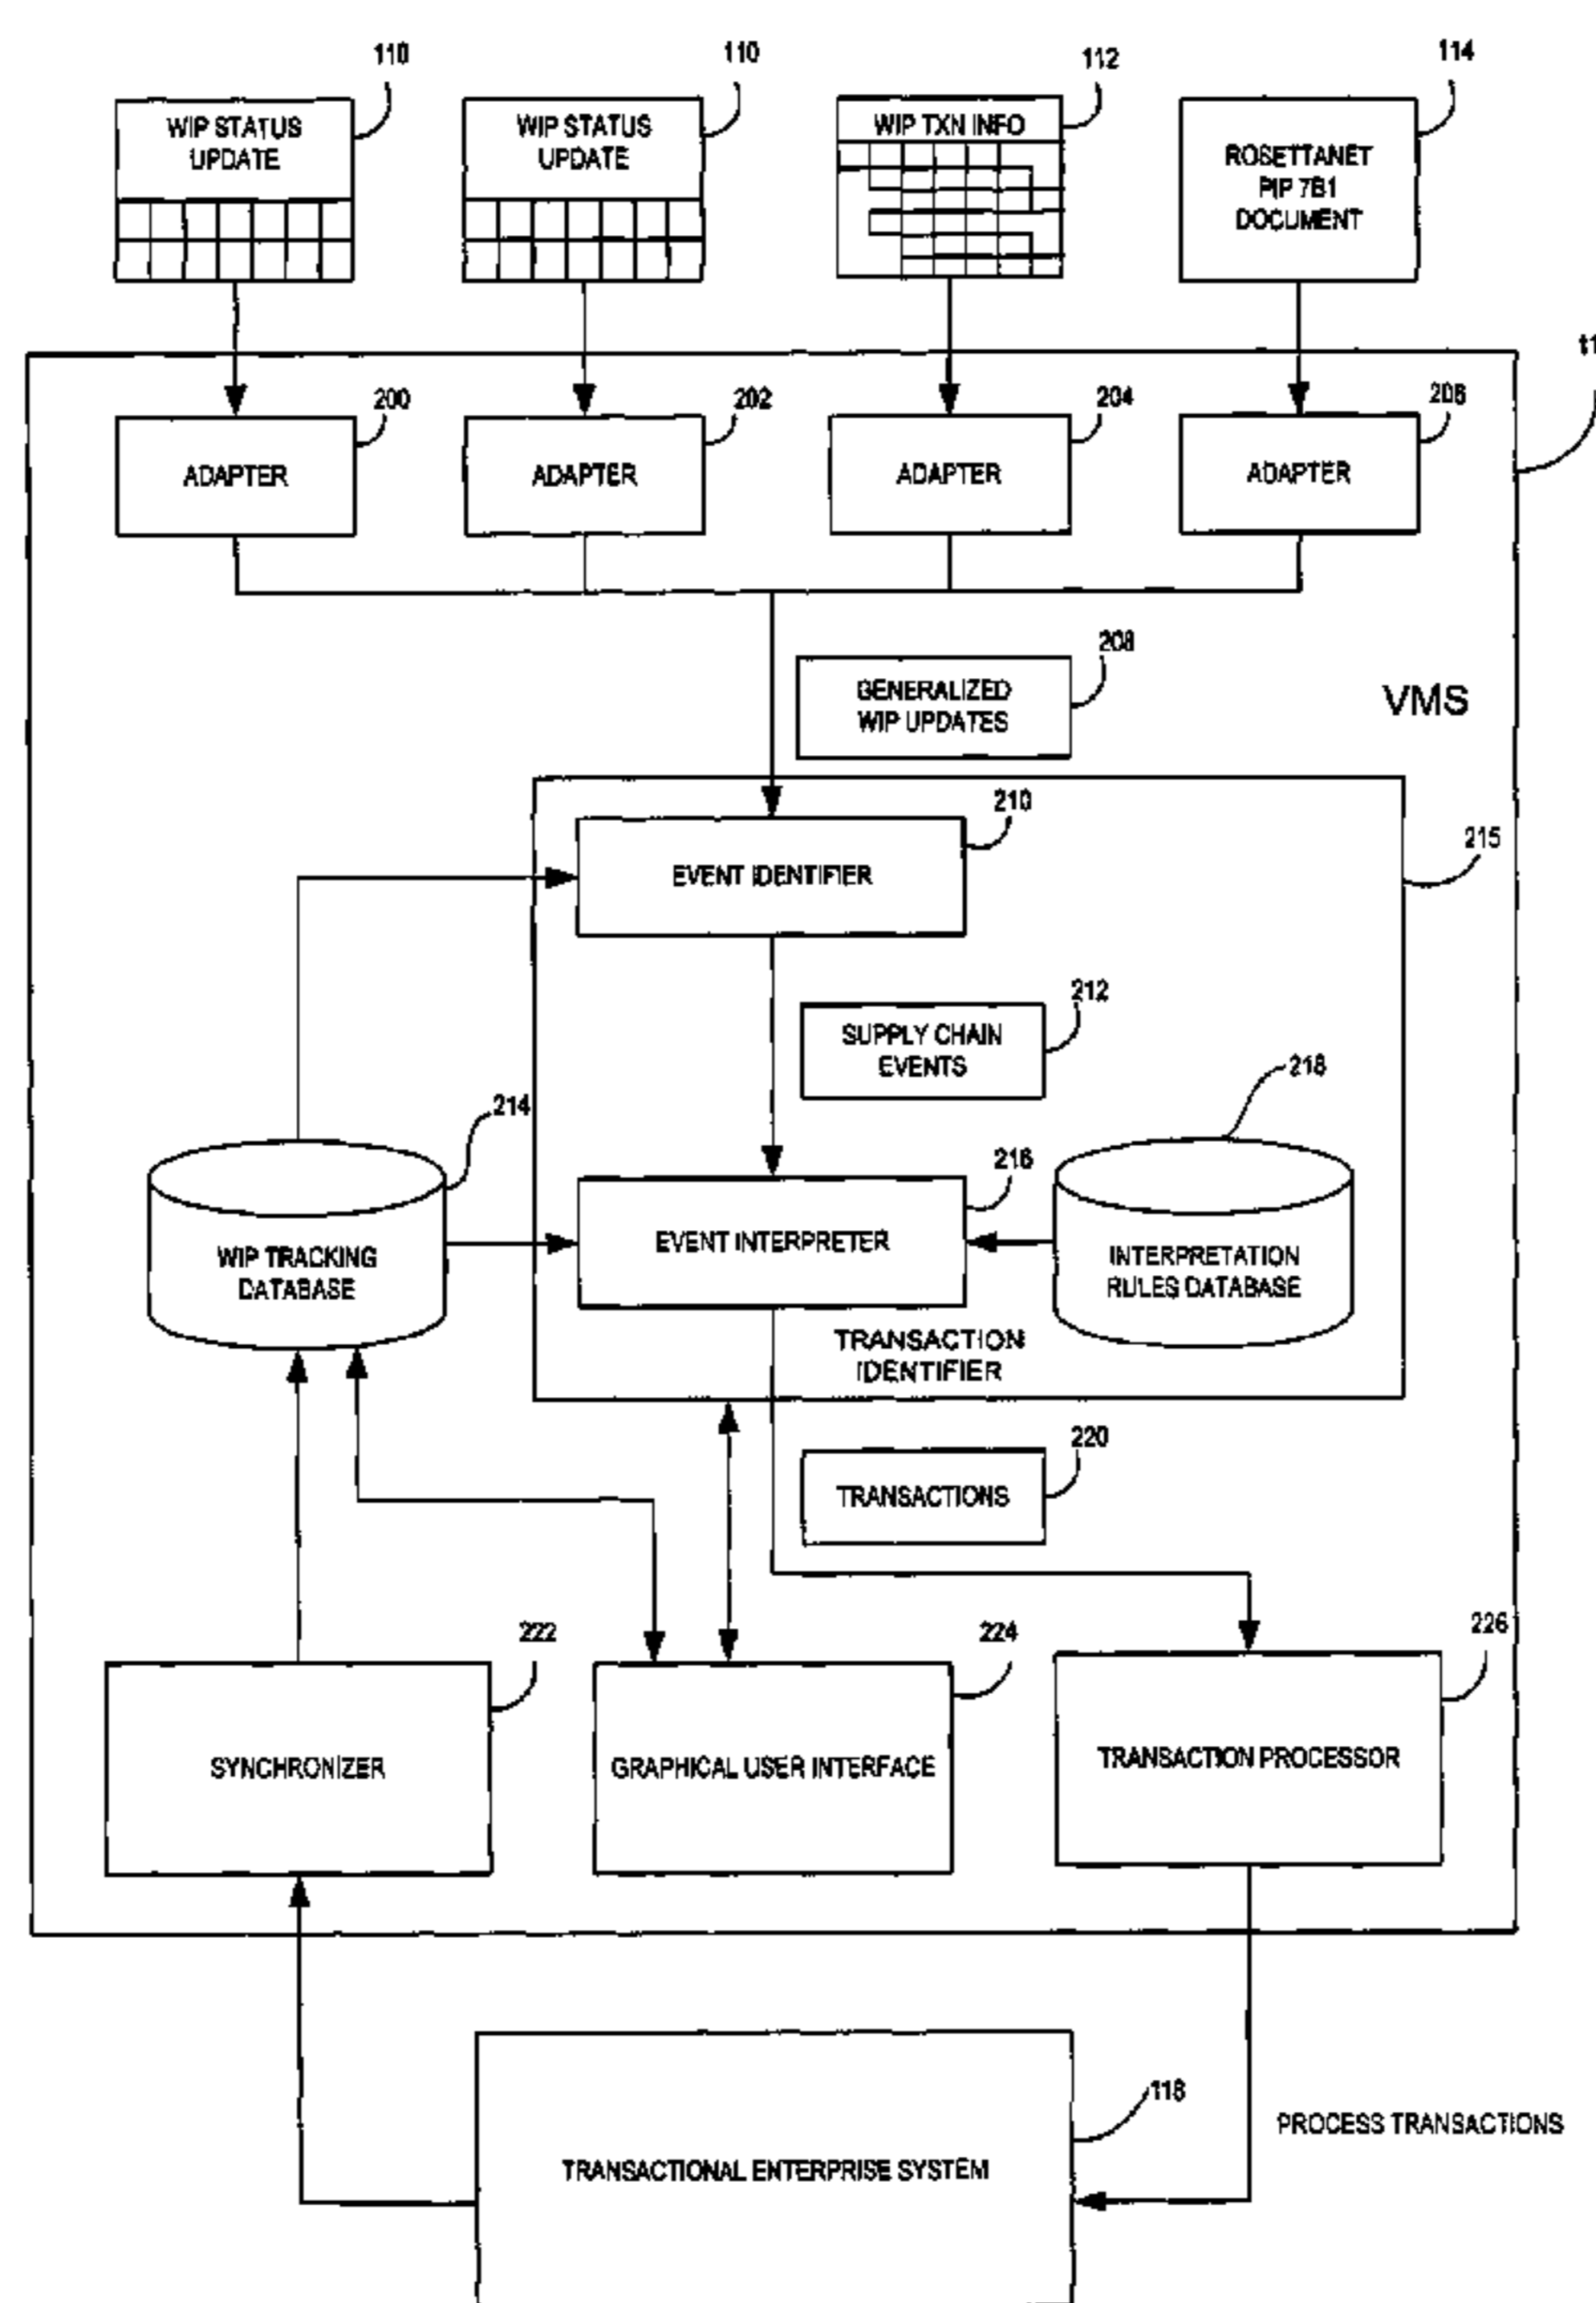 110
110
112
114
WIP STATUS
UPDATE
WIP STATUS
UPDATE
WIP TXN INFO
ROSETTANET
PIP 7B1
DOCUMENT
200
202
204
206
ADAPTER
ADAPTER
ADAPTER
ADAPTER
208
GENERALIZED
WIP UPDATES
VMS
210
EVENT IDENTIFIER
215
212
SUPPLY CHAIN
EVENTS
218
214
216
WIP TRACKING
DATABASE
EVENT INTERPRETER
INTERPRETATION
RULES DATABASE
TRANSACTION
IDENTIFIER
220
TRANSACTIONS
222
224
226
SYNCHRONIZER
GRAPHICAL USER INTERFACE
TRANSACTION PROCESSOR
118
PROCESS TRANSACTIONS
TRANSACTIONAL ENTERPRISE SYSTEM